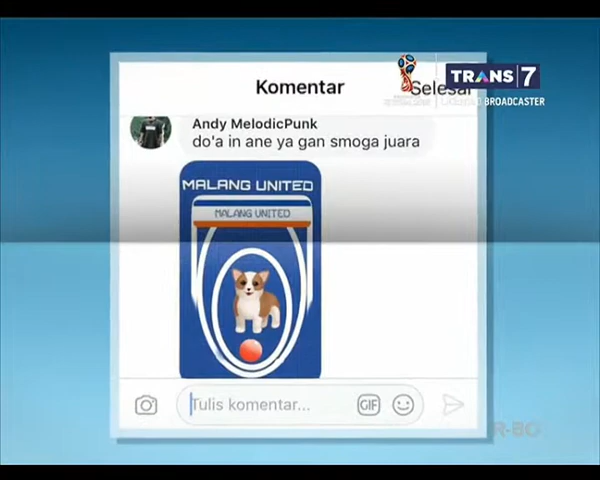 Komentar
Selesai
TRANS 7
BROADCASTER
Andy MelodicPunk
do'a in ane ya gan smoga juara
MALANG UNITED
MALANG UNITED
Tulis komentar...
GIF
R-BO